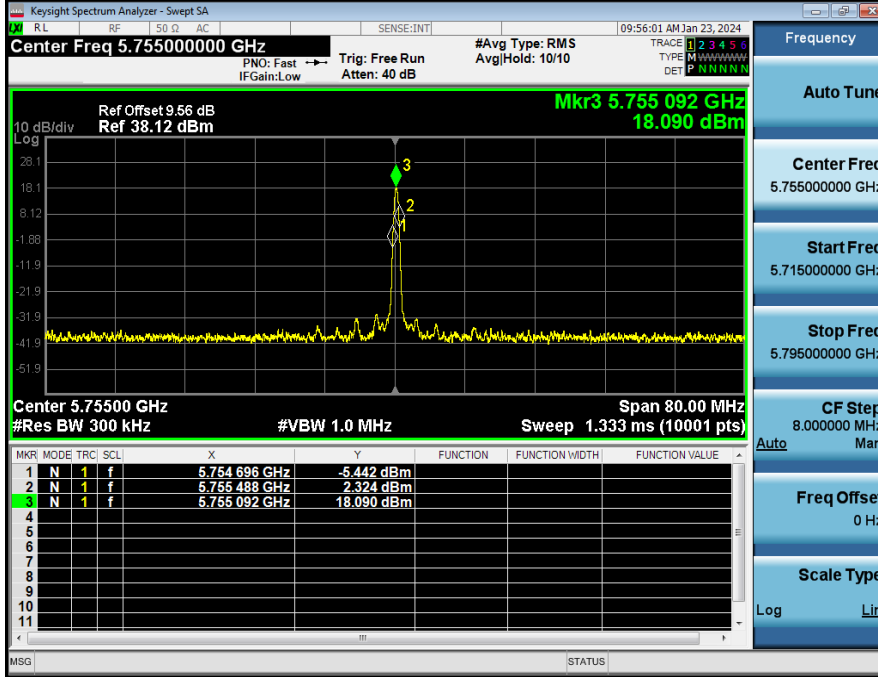 Keysight Spectrum Analyzer - Swept SA
LXI RL RF 50 Ω AC SENSE:INT 09:56:01 AM Jan 23, 2024
Center Freq 5.755000000 GHz #Avg Type: RMS TRACE 1 2 3 4 5 6
PNO: Fast Trig: Free Run Avg|Hold: 10/10 TYPE M WWWWW
IFGain:Low Atten: 40 dB DET P N N N N N
Mkr3 5.755 092 GHz
Ref Offset 9.56 dB
10 dB/div Ref 38.12 dBm 18.090 dBm
Log
28.1
3
18.1
2
8.12
1
-1.88
-11.9
-21.9
-31.9
-41.9
-51.9
Center 5.75500 GHz Span 80.00 MHz
#Res BW 300 kHz #VBW 1.0 MHz Sweep 1.333 ms (10001 pts)
MKR MODE TRC SCL X Y FUNCTION FUNCTION WIDTH FUNCTION VALUE
1 N 1 f 5.754 696 GHz -5.442 dBm
2 N 1 f 5.755 488 GHz 2.324 dBm
3 N 1 f 5.755 092 GHz 18.090 dBm
4
5
6
7
8
9
10
11
MSG STATUS
Frequency
Auto Tune
Center Freq
5.755000000 GHz
Start Freq
5.715000000 GHz
Stop Freq
5.795000000 GHz
CF Step
8.000000 MHz
Auto Man
Freq Offset
0 Hz
Scale Type
Log Lin